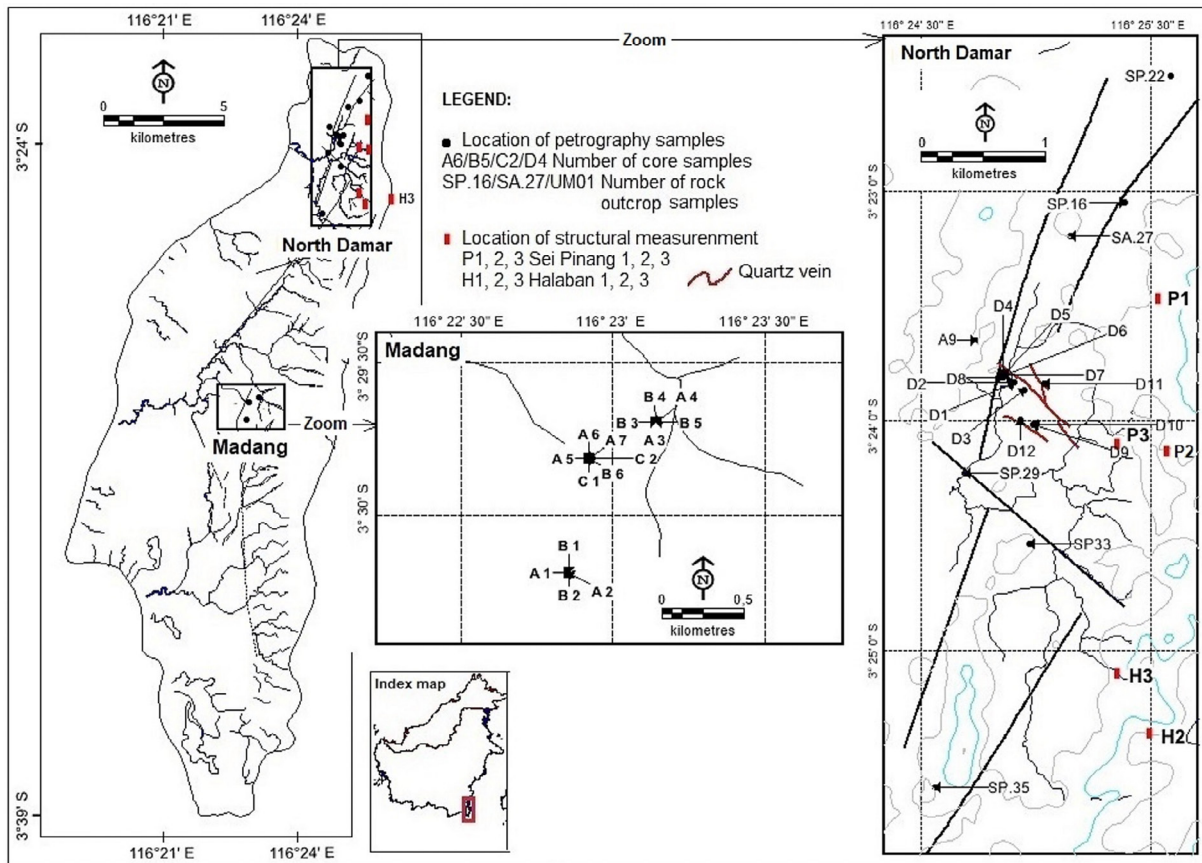 116°21' E
116°24' E
N
0 5
kilometres
3°24' S
H3
North Damar
Madang
3°39' S
116°21' E
116°24' E
Zoom
Zoom
LEGEND:
Location of petrography samples
A6/B5/C2/D4 Number of core samples
SP.16/SA.27/UM01 Number of rock
outcrop samples
Location of structural measurenment
P1, 2, 3 Sei Pinang 1, 2, 3
H1, 2, 3 Halaban 1, 2, 3
Quartz vein
116° 22' 30" E
116° 23' E
116° 23' 30" E
Madang
3° 29' 30"S
3° 30' S
B 4
A 4
B 3
B 5
A 3
A 6
A 7
A 5
C 2
B 6
C 1
B 1
A 1
A 2
B 2
N
0 0,5
kilometres
Index map
116° 24' 30" E
116° 25' 30" E
North Damar
SP.22
N
0 1
kilometres
3° 23' 0" S
SP.16
SA.27
P1
D4
D5
D6
A9
D8
D7
D2
D11
D1
3° 24' 0" S
D10
P3
D3
D12
D9
P2
SP.29
SP33
3° 25' 0" S
H3
H2
SP.35